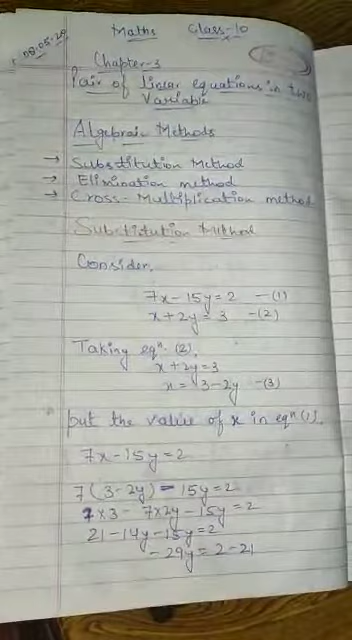 Maths Class-10
08.05.20
Chapter-3
Pair of linear equations in two
Variable
Algebraic Methods
→ Substitution Method
→ Elimination method
→ Cross-Multiplication method
Substitution Method
Consider,
7x-15y=2 -(1)
x+2y=3 -(2)
Taking eqⁿ.(2),
x+2y=3
x=3-2y -(3)
put the value of x in eqⁿ(1).
7x-15y=2
7(3-2y)-15y=2
7×3-7×2y-15y=2
21-14y-15y=2
-29y=2-21